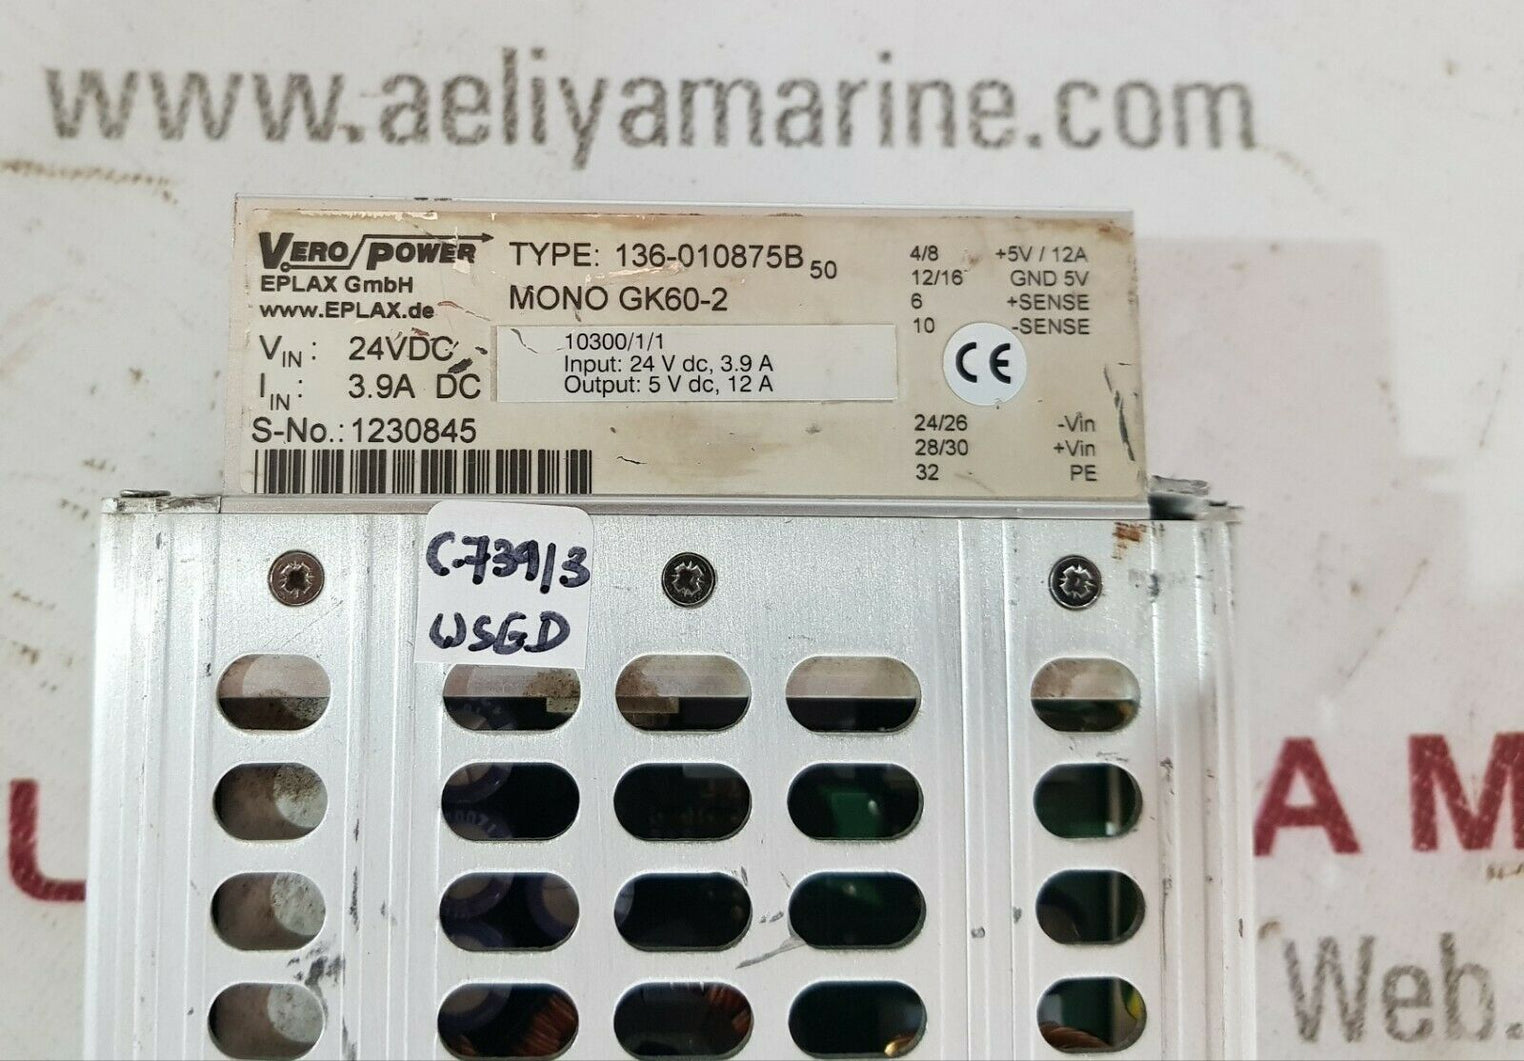 www.aeliyamarine.com
VERO/POWER
EPLAX GmbH
www.EPLAX.de
TYPE: 136-010875B 50
MONO GK60-2
VIN: 24VDC
IIN: 3.9A DC
S-No.: 1230845
10300/1/1
Input: 24 V dc, 3.9 A
Output: 5 V dc, 12 A
4/8 +5V / 12A
12/16 GND 5V
6 +SENSE
10 -SENSE
CE
24/26 -Vin
28/30 +Vin
32 PE
C-739/3
WSGD
U
AM
Web.